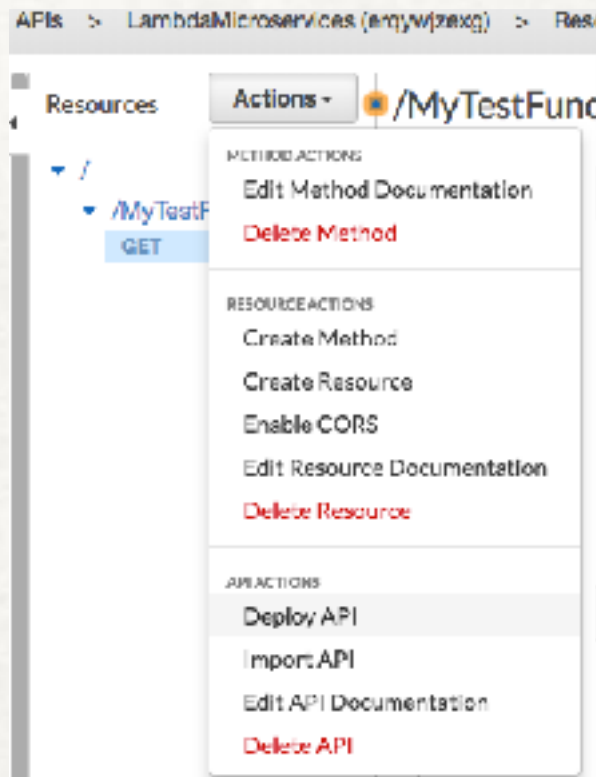 APIs > LambdaMicroservices >
Resources
Actions
/MyTestFunc
/
/MyTestF
GET
METHOD ACTIONS
Edit Method Documentation
Delete Method
RESOURCE ACTIONS
Create Method
Create Resource
Enable CORS
Edit Resource Documentation
Delete Resource
API ACTIONS
Deploy API
Import API
Edit API Documentation
Delete API